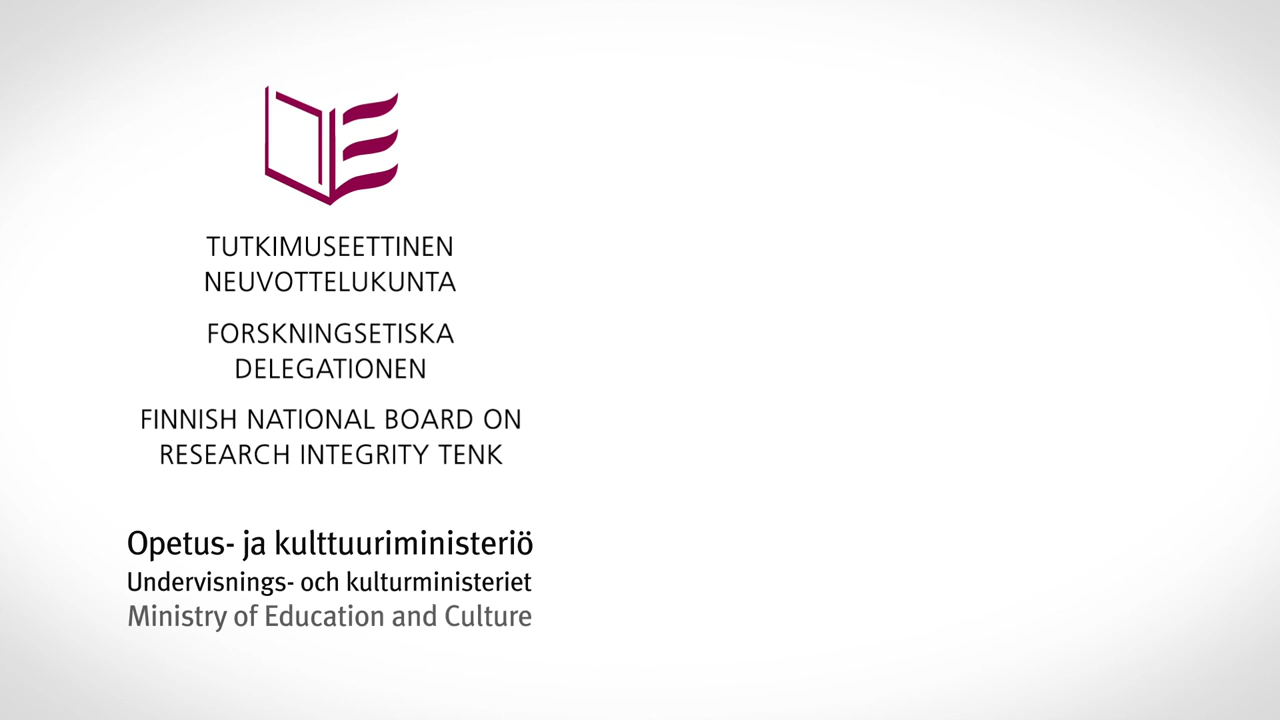 TUTKIMUSEETTINEN
NEUVOTTELUKUNTA
FORSKNINGSETISKA
DELEGATIONEN
FINNISH NATIONAL BOARD ON
RESEARCH INTEGRITY TENK
Opetus- ja kulttuuriministeriö
Undervisnings- och kulturministeriet
Ministry of Education and Culture